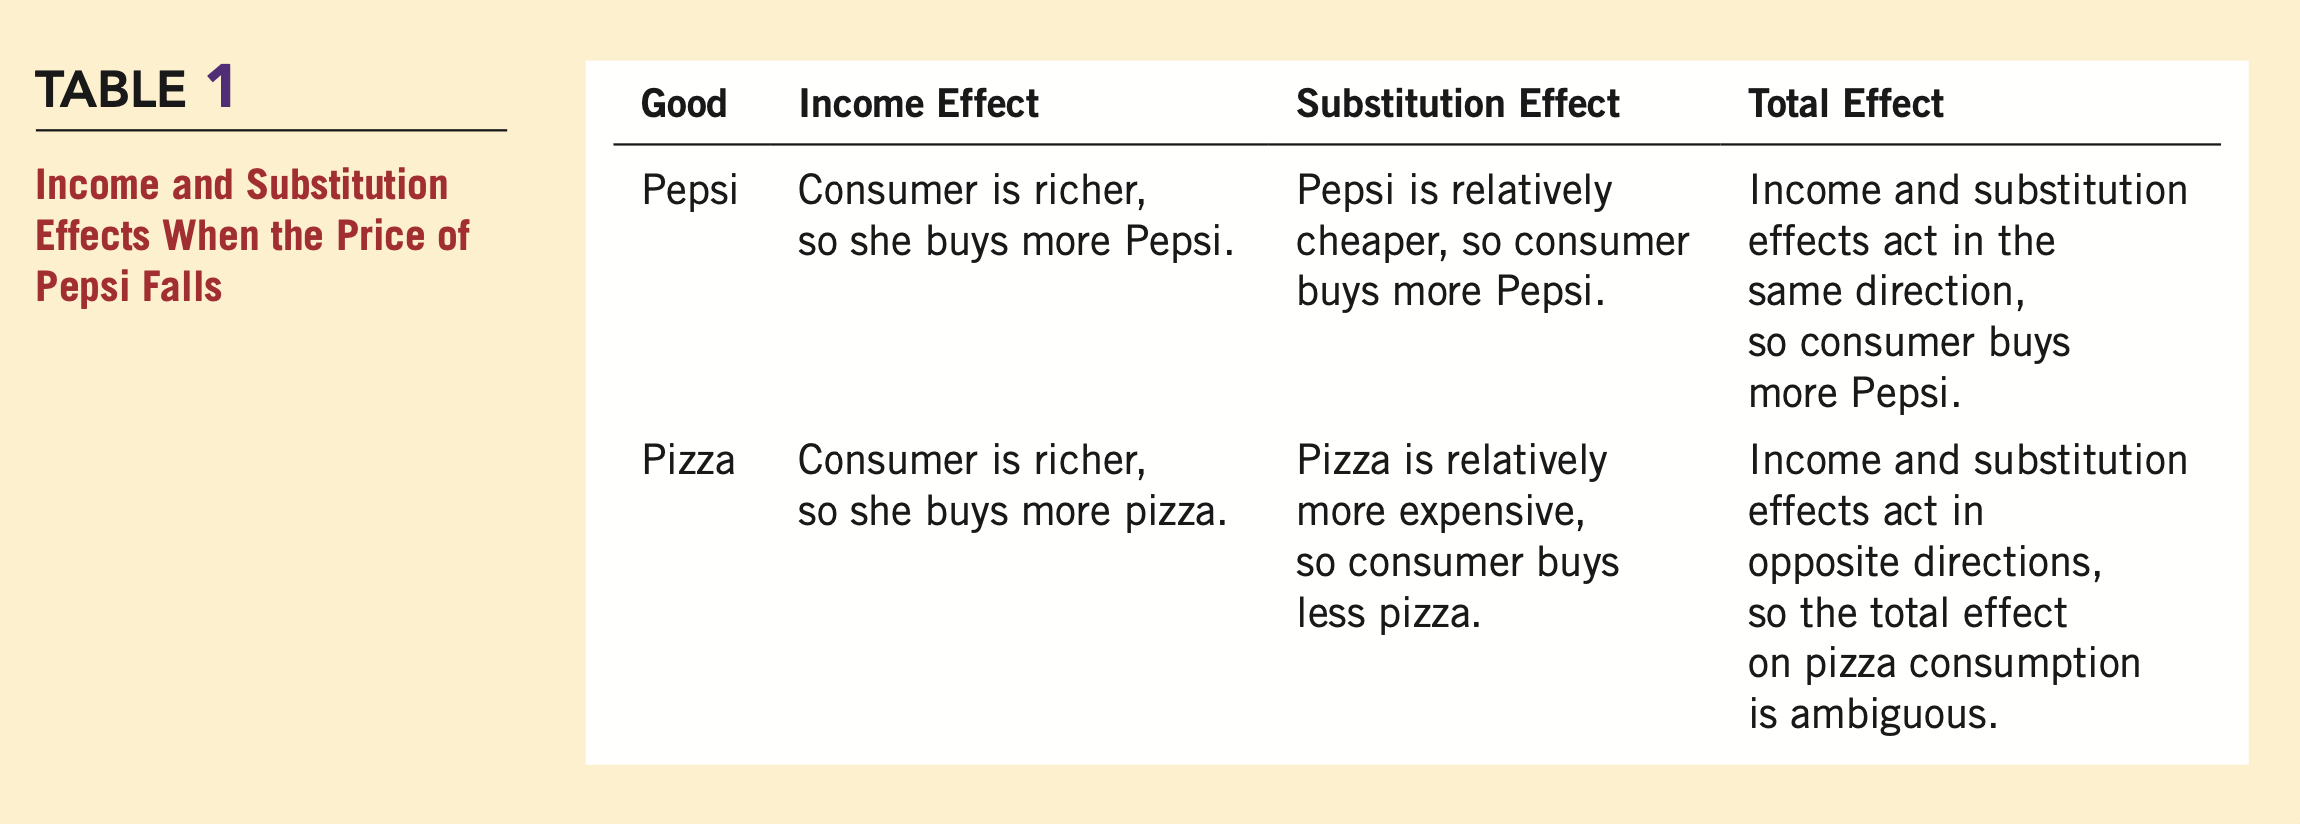 TABLE 1
Income and Substitution
Effects When the Price of
Pepsi Falls
Good Income Effect Substitution Effect Total Effect
Pepsi Consumer is richer, Pepsi is relatively Income and substitution
so she buys more Pepsi. cheaper, so consumer effects act in the
buys more Pepsi. same direction,
so consumer buys
more Pepsi.
Pizza Consumer is richer, Pizza is relatively Income and substitution
so she buys more pizza. more expensive, effects act in
so consumer buys opposite directions,
less pizza. so the total effect
on pizza consumption
is ambiguous.